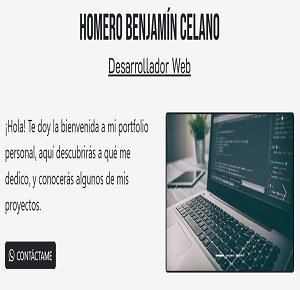 HOMERO BENJAMÍN CELANO
Desarrollador Web
¡Hola! Te doy la bienvenida a mi portfolio
personal, aquí descubrirás a qué me
dedico, y conocerás algunos de mis
proyectos.
CONTÁCTAME